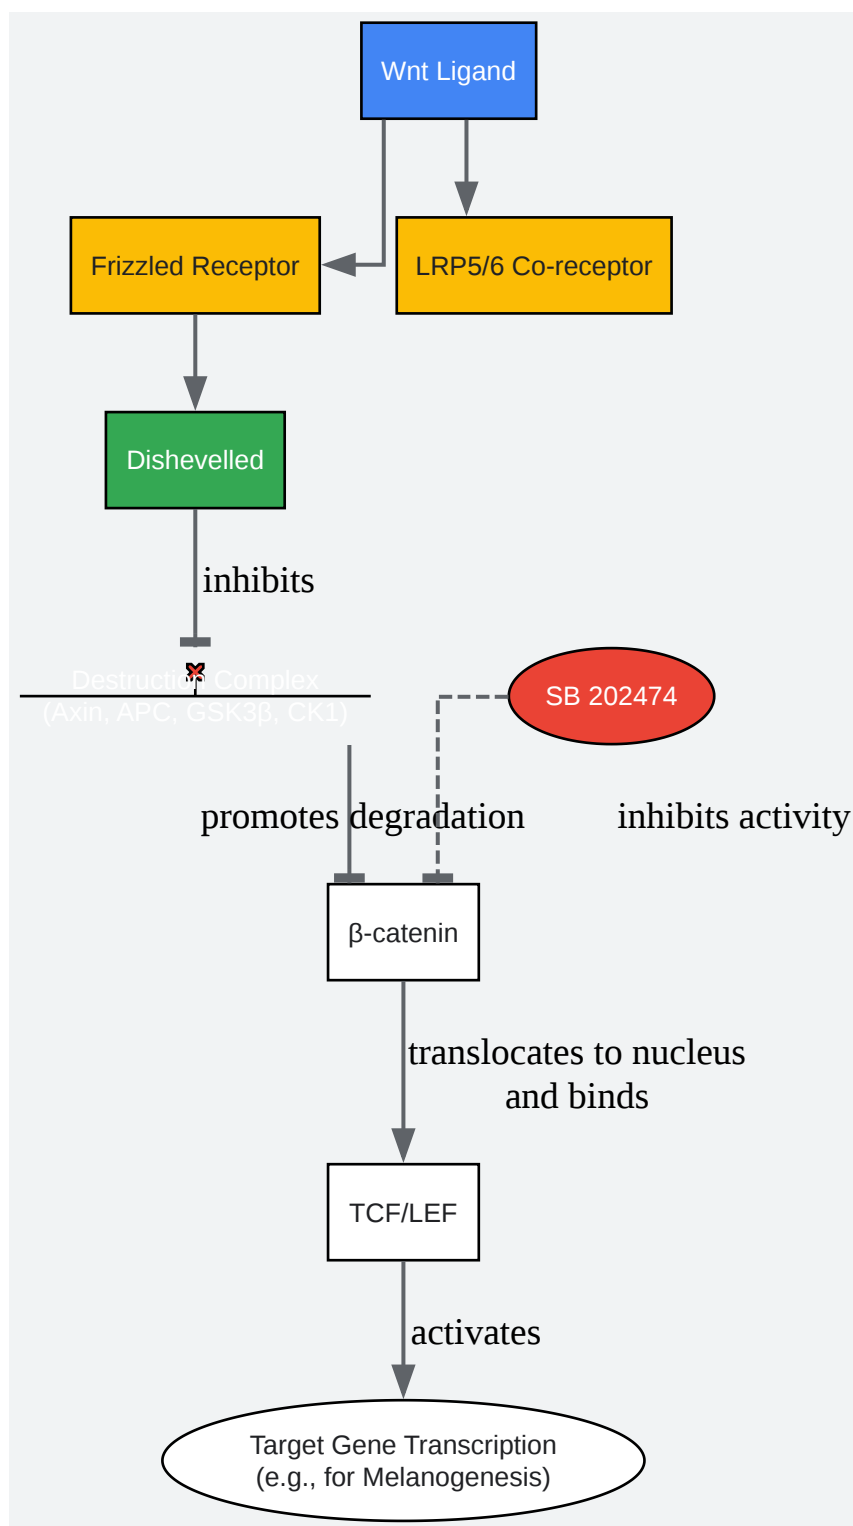 Wnt Ligand
Frizzled Receptor
LRP5/6 Co-receptor
Dishevelled
inhibits
Destruction Complex
(Axin, APC, GSK3β, CK1)
SB 202474
promotes degradation
inhibits activity
β-catenin
translocates to nucleus
and binds
TCF/LEF
activates
Target Gene Transcription
(e.g., for Melanogenesis)